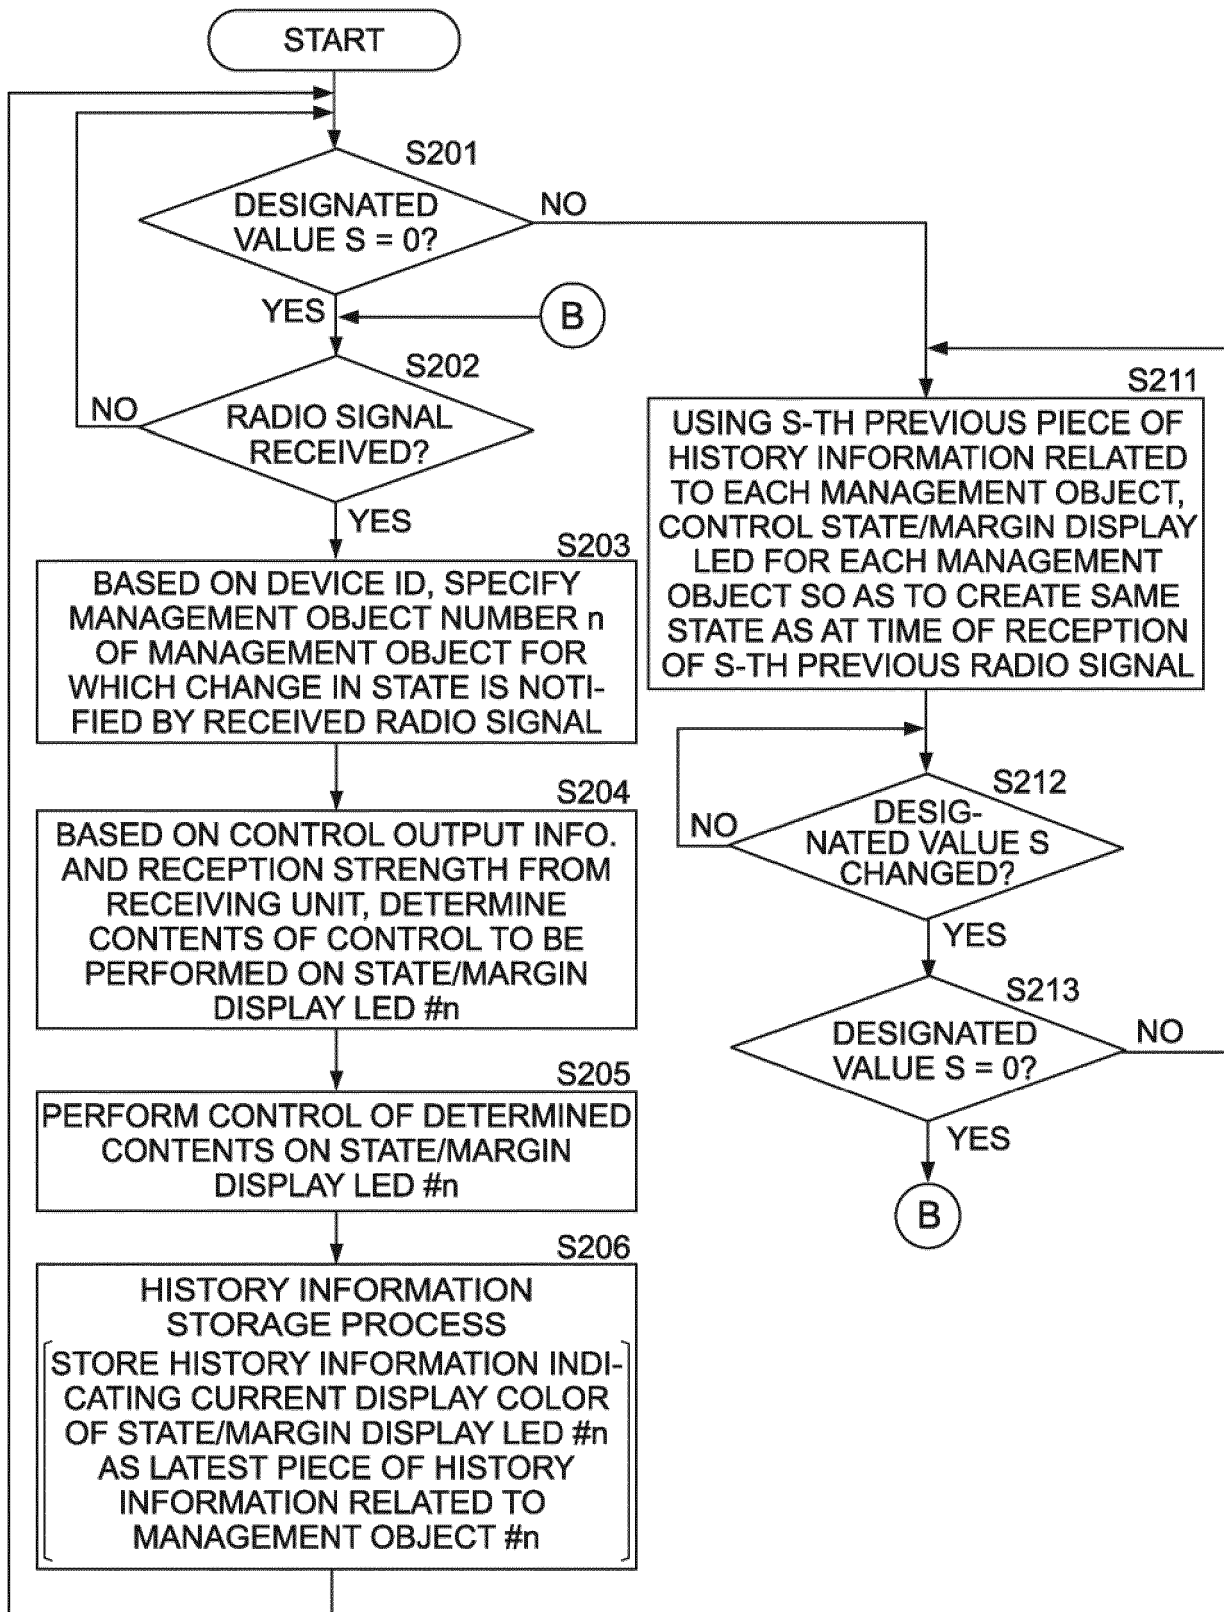 START
S201
DESIGNATED
VALUE S = 0?
NO
YES
B
S202
RADIO SIGNAL
RECEIVED?
NO
YES
S203
BASED ON DEVICE ID, SPECIFY
MANAGEMENT OBJECT NUMBER n
OF MANAGEMENT OBJECT FOR
WHICH CHANGE IN STATE IS NOTI-
FIED BY RECEIVED RADIO SIGNAL
S204
BASED ON CONTROL OUTPUT INFO.
AND RECEPTION STRENGTH FROM
RECEIVING UNIT, DETERMINE
CONTENTS OF CONTROL TO BE
PERFORMED ON STATE/MARGIN
DISPLAY LED #n
S205
PERFORM CONTROL OF DETERMINED
CONTENTS ON STATE/MARGIN
DISPLAY LED #n
S206
HISTORY INFORMATION
STORAGE PROCESS
STORE HISTORY INFORMATION INDI-
CATING CURRENT DISPLAY COLOR
OF STATE/MARGIN DISPLAY LED #n
AS LATEST PIECE OF HISTORY
INFORMATION RELATED TO
MANAGEMENT OBJECT #n
S211
USING S-TH PREVIOUS PIECE OF
HISTORY INFORMATION RELATED
TO EACH MANAGEMENT OBJECT,
CONTROL STATE/MARGIN DISPLAY
LED FOR EACH MANAGEMENT
OBJECT SO AS TO CREATE SAME
STATE AS AT TIME OF RECEPTION
OF S-TH PREVIOUS RADIO SIGNAL
S212
DESIG-
NATED VALUE S
CHANGED?
NO
YES
S213
DESIGNATED
VALUE S = 0?
NO
YES
B